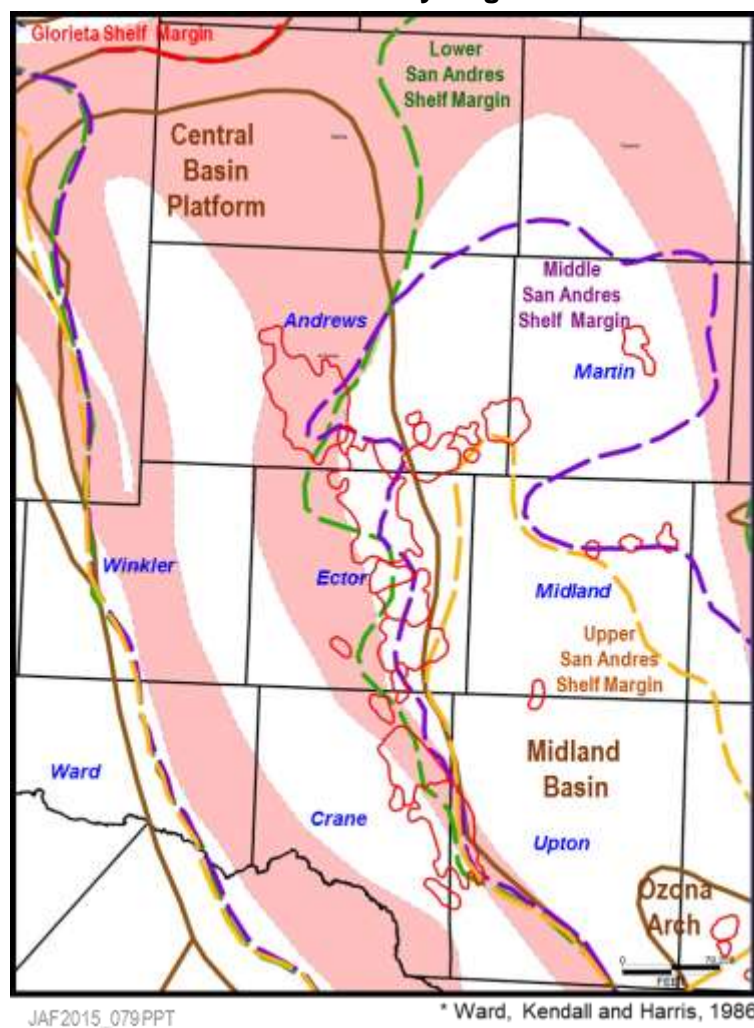 Glorieta Shelf Margin
Lower
San Andres
Shelf Margin
Central
Basin
Platform
Middle
San Andres
Shelf Margin
Andrews
Martin
Winkler
Ector
Midland
Upper
San Andres
Shelf Margin
Ward
Midland
Basin
Crane
Upton
Ozona
Arch
FEET
JAF2015_079PPT
* Ward, Kendall and Harris, 1986